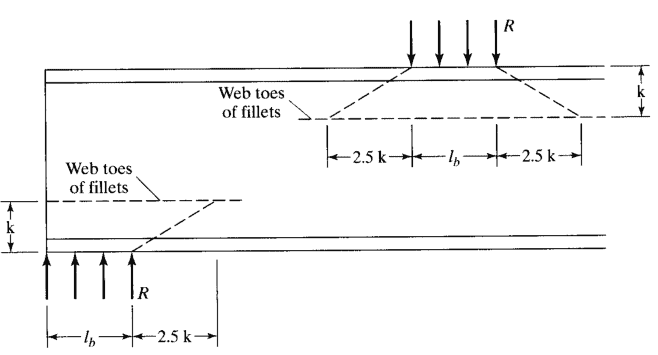 R
Web toes
of fillets
k
2.5 k
l_b
2.5 k
Web toes
of fillets
k
R
l_b
2.5 k